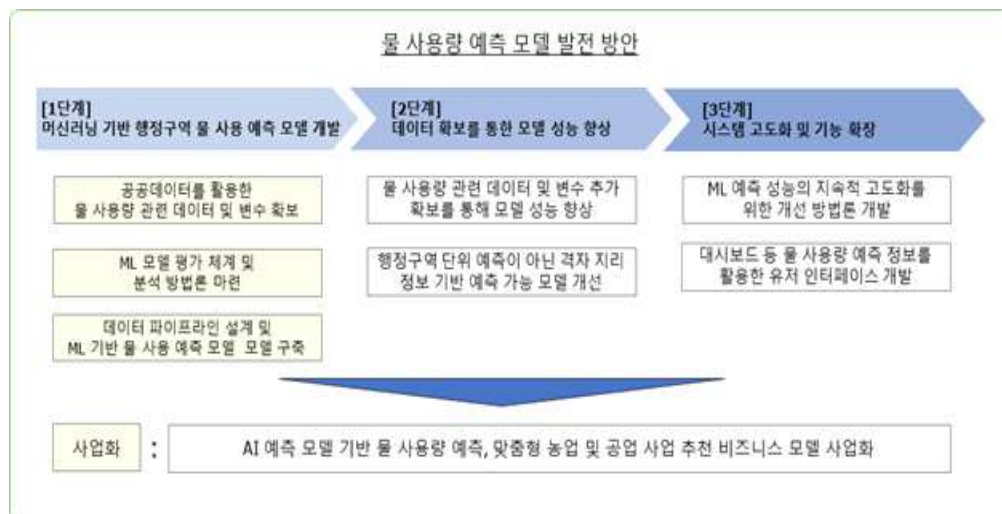 물 사용량 예측 모델 발전 방안
[1단계]
머신러닝 기반 행정구역 물 사용 예측 모델 개발
[2단계]
데이터 확보를 통한 모델 성능 향상
[3단계]
시스템 고도화 및 기능 확장
공공데이터를 활용한
물 사용량 관련 데이터 및 변수 확보
ML 모델 평가 체계 및
분석 방법론 마련
데이터 파이프라인 설계 및
ML 기반 물 사용 예측 모델 모델 구축
물 사용량 관련 데이터 및 변수 추가
확보를 통해 모델 성능 향상
행정구역 단위 예측이 아닌 격자 지리
정보 기반 예측 가능 모델 개선
ML 예측 성능의 지속적 고도화를
위한 개선 방법론 개발
대시보드 등 물 사용량 예측 정보를
활용한 유저 인터페이스 개발
사업화 :
AI 예측 모델 기반 물 사용량 예측, 맞춤형 농업 및 공업 사업 추천 비즈니스 모델 사업화